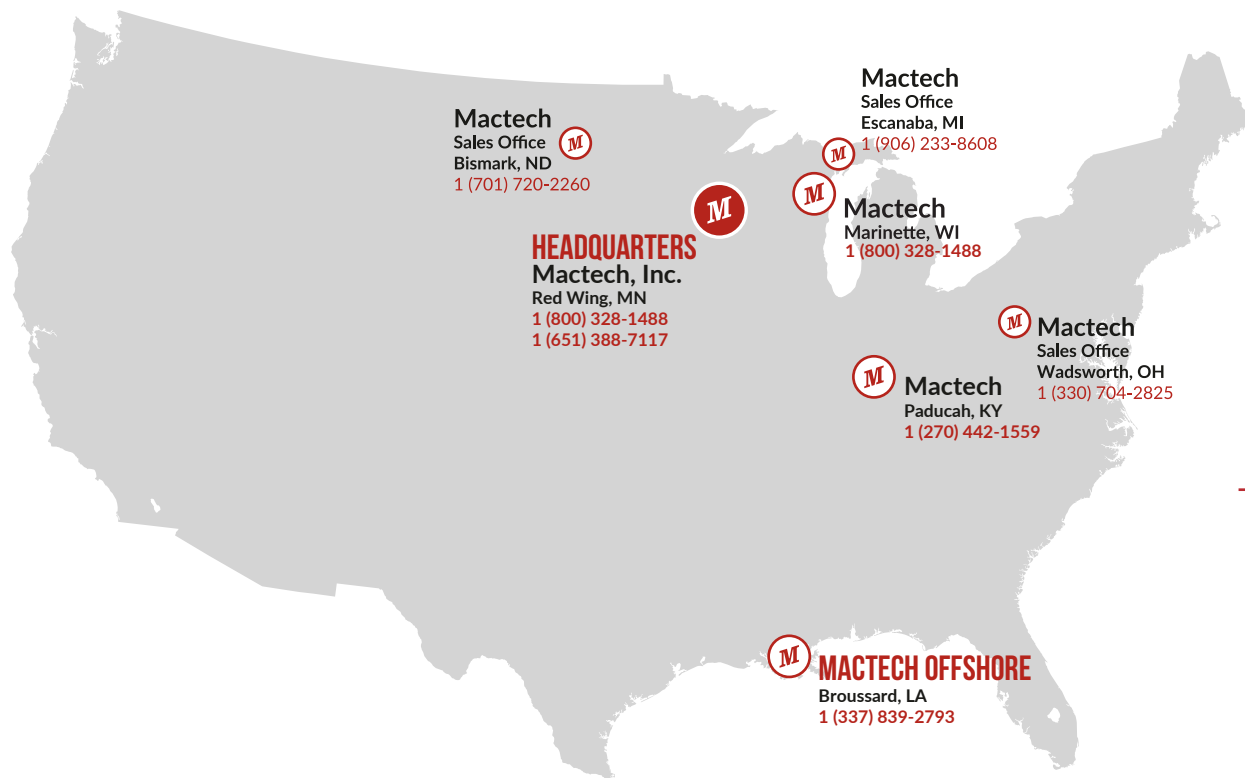 Mactech
Sales Office
Bismark, ND
1 (701) 720-2260
M
Mactech
Sales Office
Escanaba, MI
1 (906) 233-8608
M
M
HEADQUARTERS
Mactech, Inc.
Red Wing, MN
1 (800) 328-1488
1 (651) 388-7117
M
Mactech
Marinette, WI
1 (800) 328-1488
M
Mactech
Sales Office
Wadsworth, OH
1 (330) 704-2825
M
Mactech
Paducah, KY
1 (270) 442-1559
M
MACTECH OFFSHORE
Broussard, LA
1 (337) 839-2793